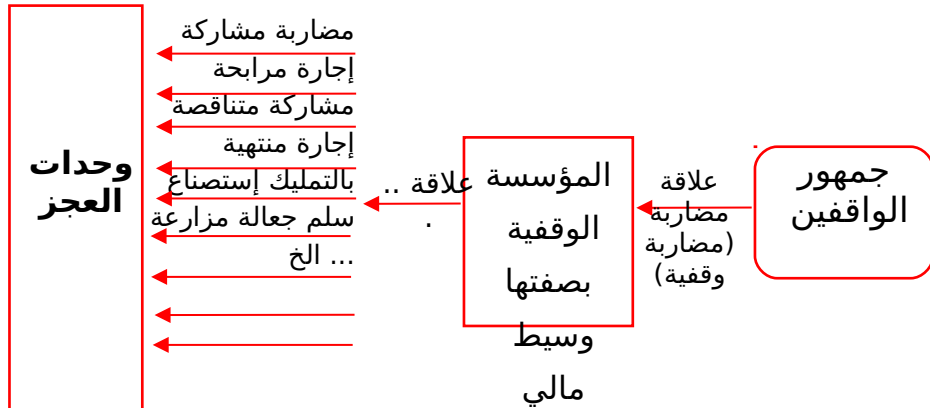 جمهور
الواقفين
علاقة
مضاربة
(مضاربة
وقفية)
المؤسسة
الوقفية
بصفتها
وسيط
مالي
علاقة ..
.
مضاربة مشاركة
إجارة مرابحة
مشاركة متناقصة
إجارة منتهية
بالتمليك إستصناع
سلم جعالة مزارعة
... الخ
وحدات
العجز